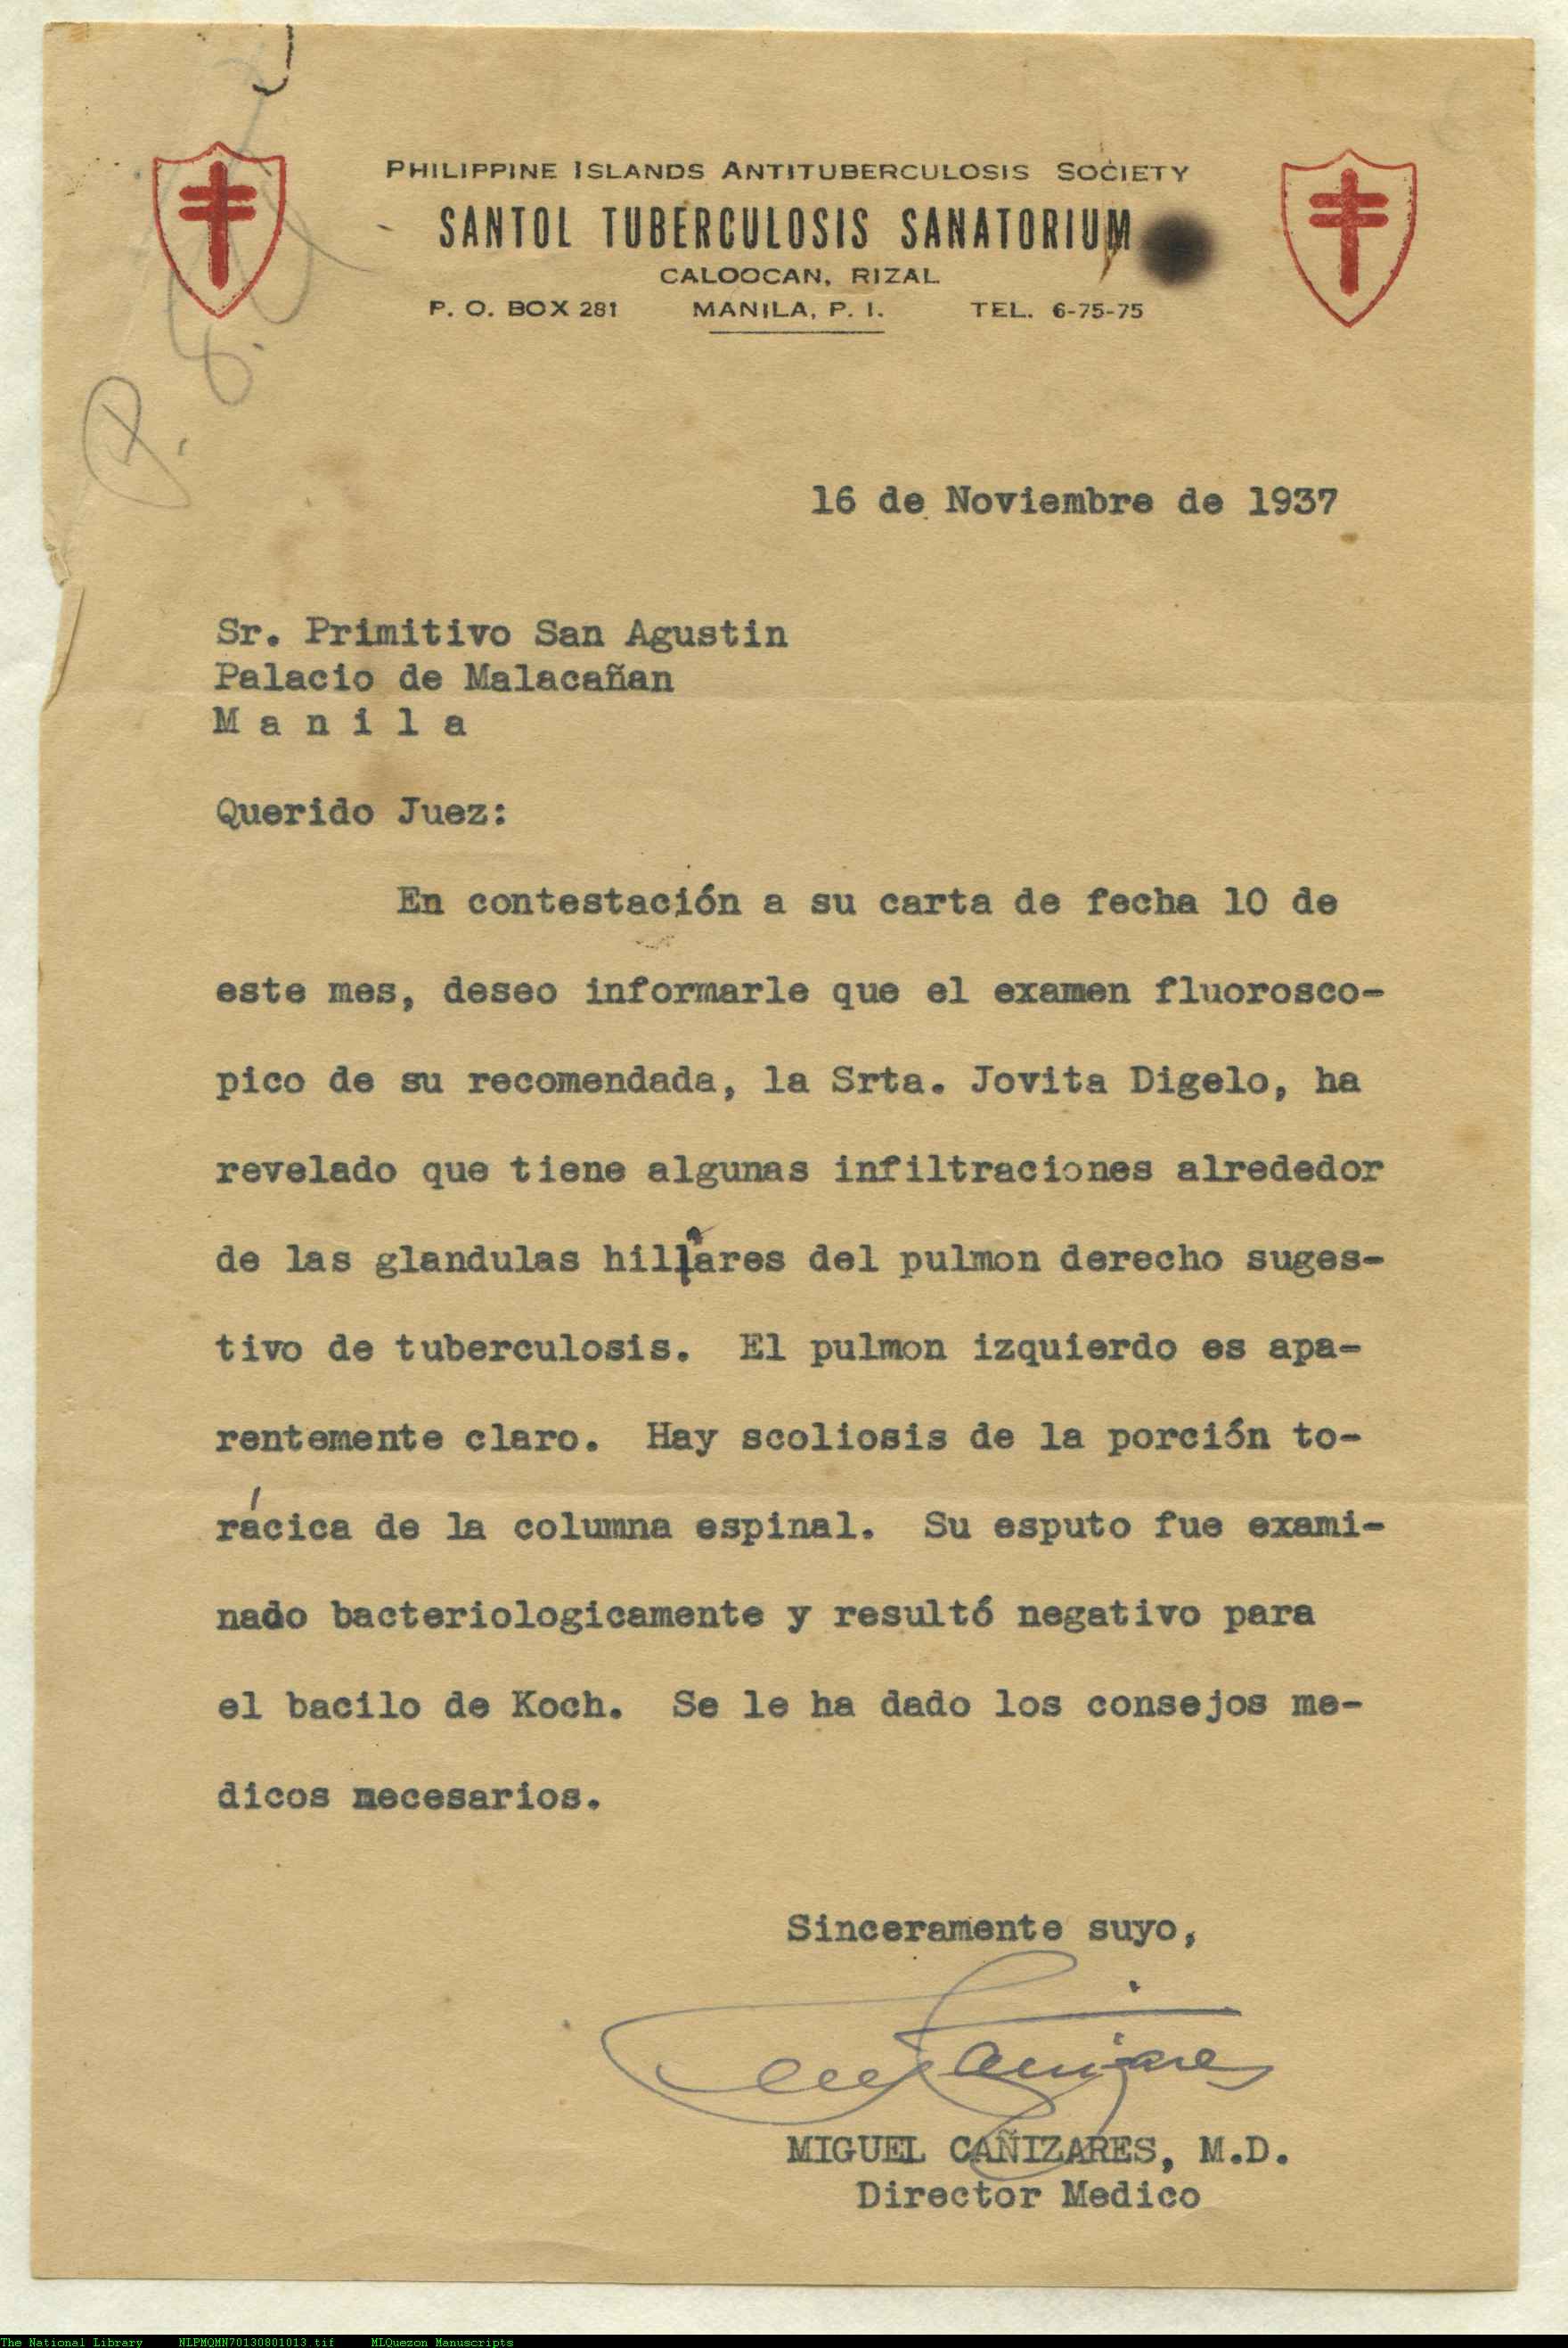 PHILIPPINE ISLANDS ANTITUBERCULOSIS SOCIETY
SANTOL TUBERCULOSIS SANATORIUM
CALOOCAN, RIZAL
P. O. BOX 281 MANILA, P. I. TEL. 6-75-75
16 de Noviembre de 1937
Sr. Primitivo San Agustin
Palacio de Malacañan
M a n i l a
Querido Juez:
En contestación a su carta de fecha 10 de
este mes, deseo informarle que el examen fluorosco-
pico de su recomendada, la Srta. Jovita Digelo, ha
revelado que tiene algunas infiltraciones alrededor
de las glandulas hiliares del pulmon derecho suges-
tivo de tuberculosis. El pulmon izquierdo es apa-
rentemente claro. Hay scoliosis de la porción to-
rácica de la columna espinal. Su esputo fue exami-
nado bacteriologicamente y resultó negativo para
el bacilo de Koch. Se le ha dado los consejos me-
dicos necesarios.
Sinceramente suyo,
MIGUEL CAÑIZARES, M.D.
Director Medico
The National Library NLPMQMN70130801013.tif MLQuezon Manuscripts